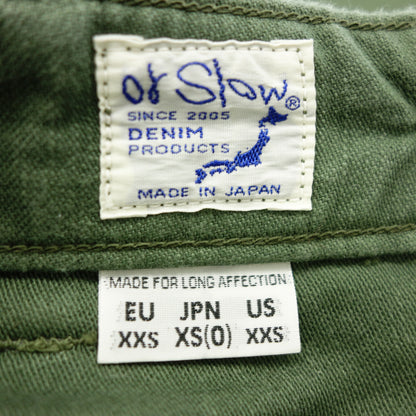 or Slow®
SINCE 2005
DENIM
PRODUCTS
MADE IN JAPAN
MADE FOR LONG AFFECTION
EU JPN US
XXS XS(0) XXS